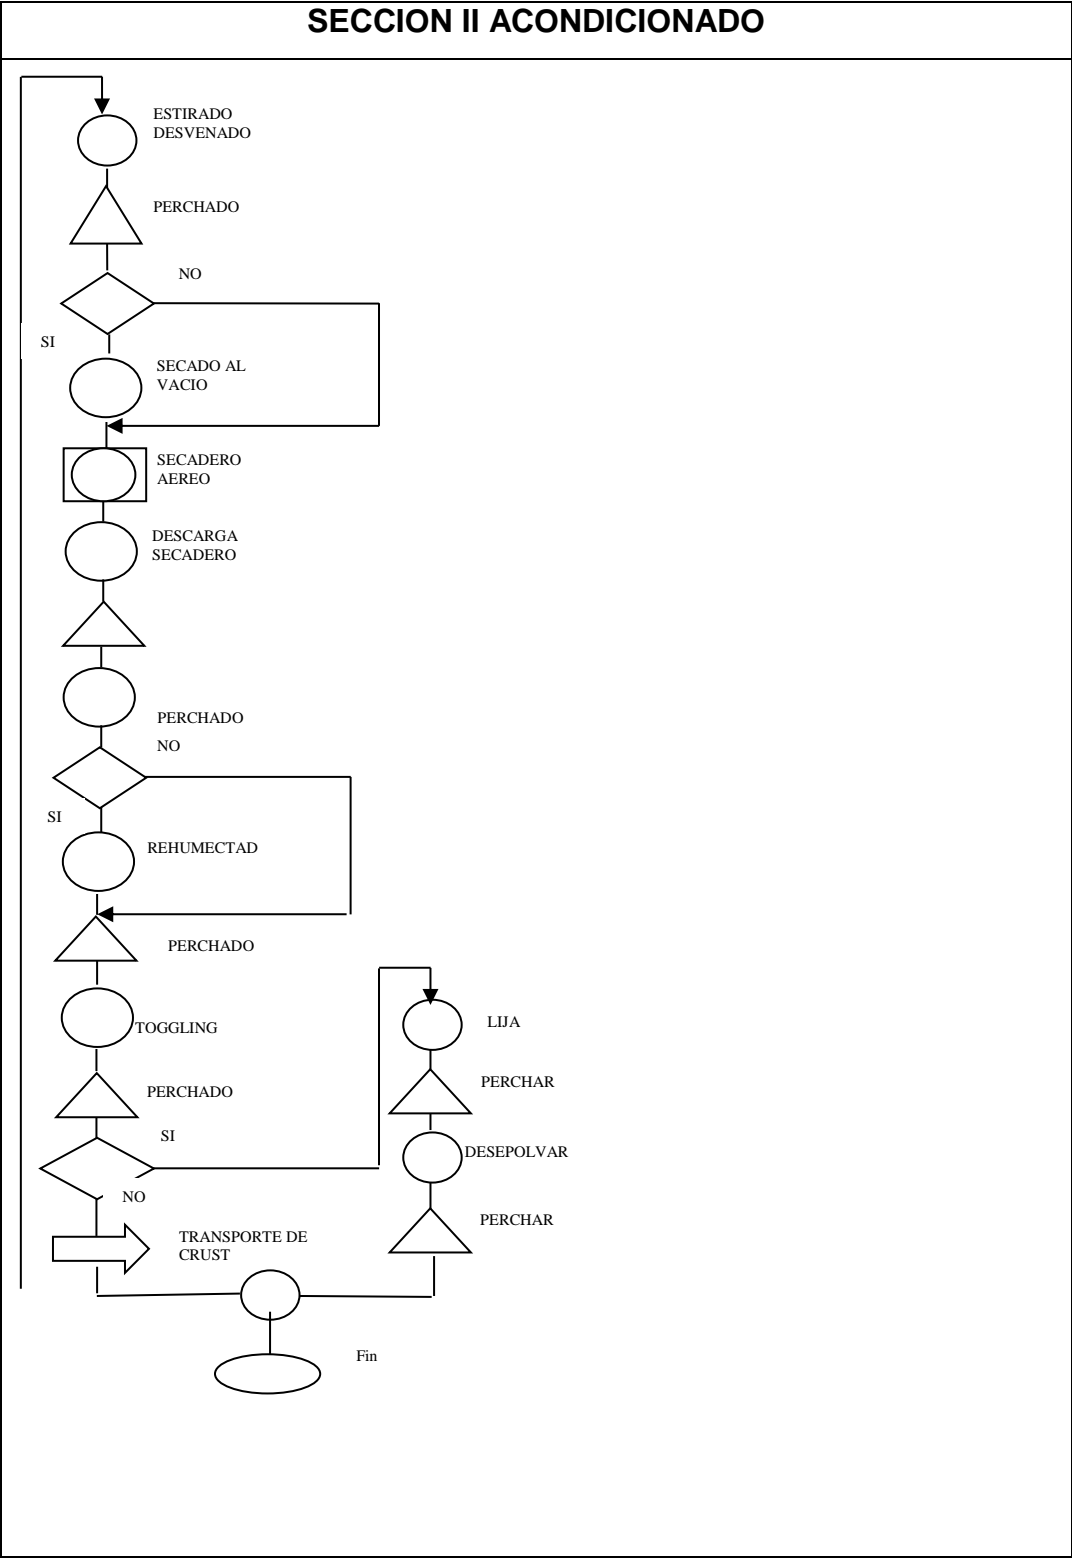 SECCION II ACONDICIONADO
ESTIRADO
DESVENADO
PERCHADO
NO
SI
SECADO AL
VACIO
SECADERO
AEREO
DESCARGA
SECADERO
PERCHADO
NO
SI
REHUMECTAD
PERCHADO
TOGGLING
PERCHADO
SI
NO
TRANSPORTE DE
CRUST
LIJA
PERCHAR
DESEPOLVAR
PERCHAR
Fin